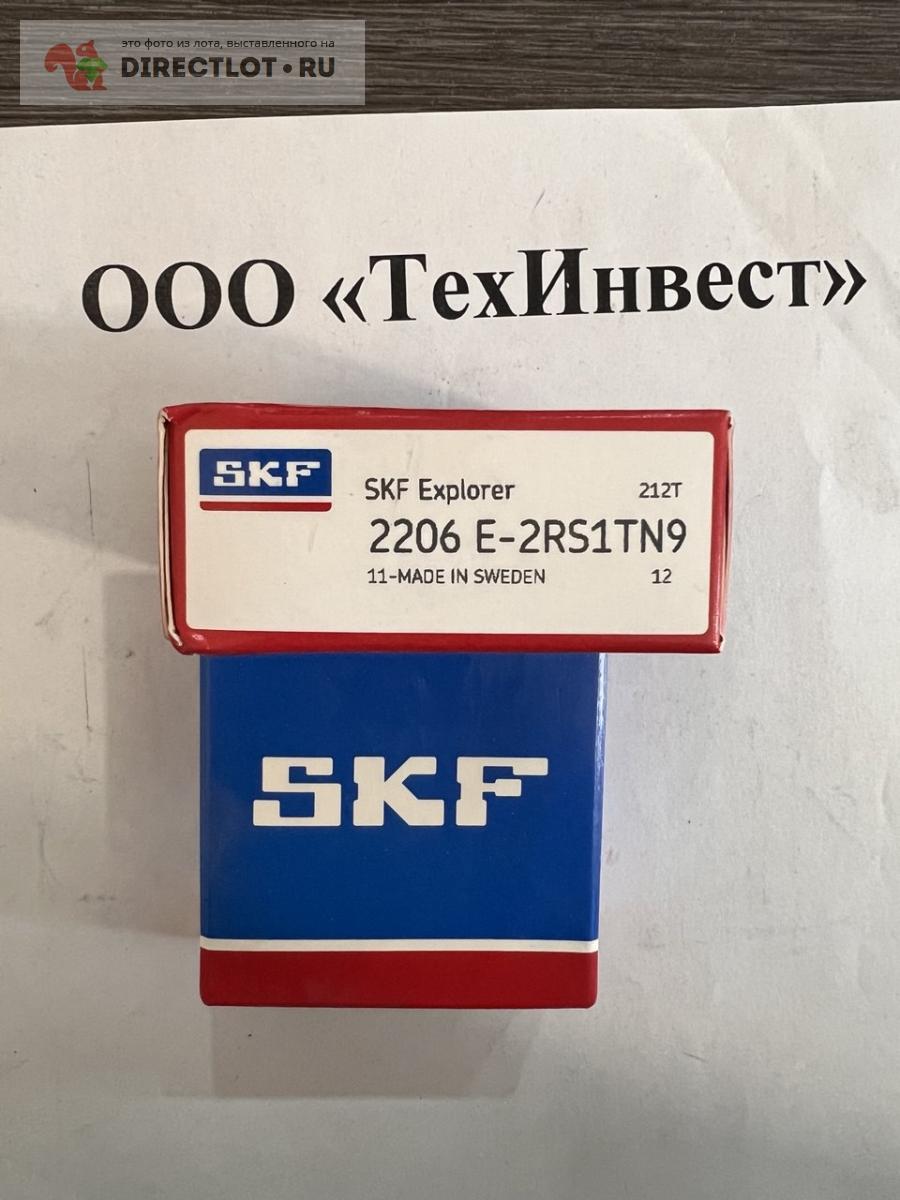 это фото из лота, выставленного на
DIRECTLOT•RU
ООО «ТехИнвест»
SKF
SKF Explorer 212T
2206 E-2RS1TN9
11-MADE IN SWEDEN 12
SKF